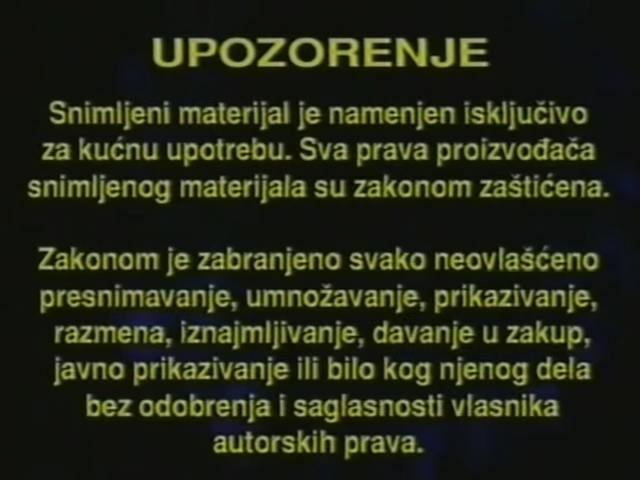 UPOZORENJE
Snimljeni materijal je namenjen isključivo
za kućnu upotrebu. Sva prava proizvođača
snimljenog materijala su zakonom zaštićena.
Zakonom je zabranjeno svako neovlašćeno
presnimavanje, umnožavanje, prikazivanje,
razmena, iznajmljivanje, davanje u zakup,
javno prikazivanje ili bilo kog njenog dela
bez odobrenja i saglasnosti vlasnika
autorskih prava.